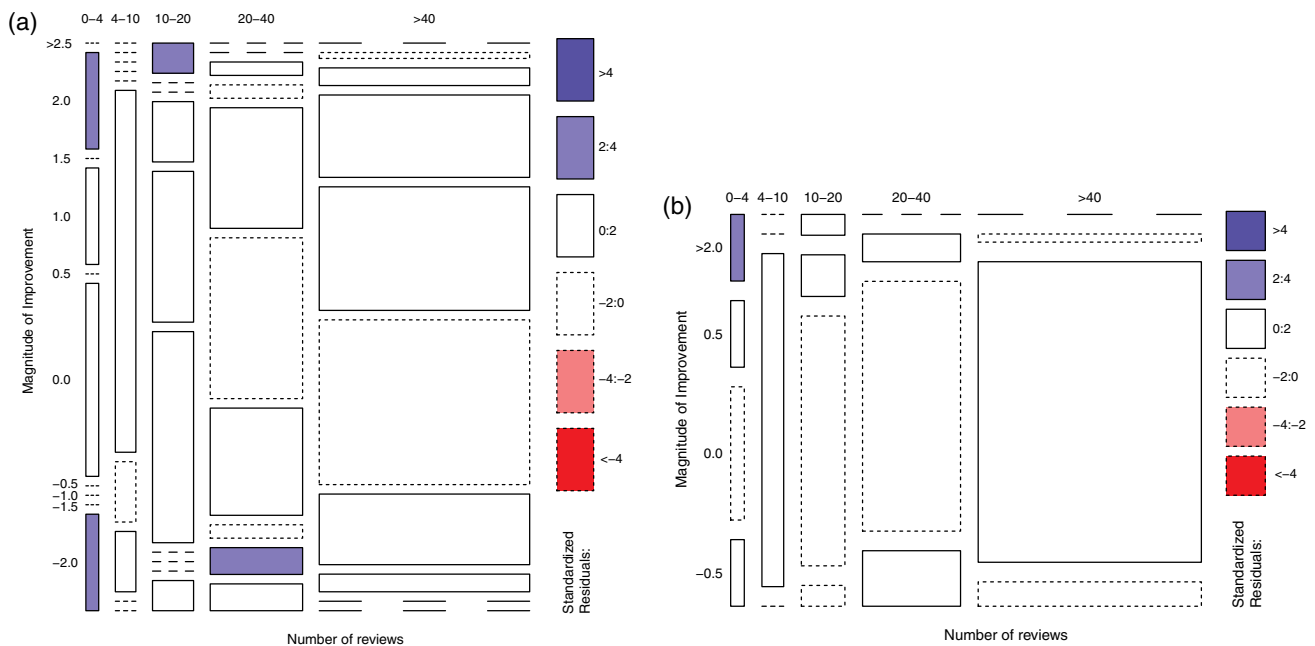 (a)
0–4 4–10 10–20 20–40 >40
>2.5
2.0
1.5
1.0
0.5
0.0
−0.5
−1.0
−1.5
−2.0
Magnitude of Improvement
Number of reviews
>4
2:4
0:2
−2:0
−4:−2
<−4
Standardized
Residuals:
(b)
0–4 4–10 10–20 20–40 >40
>2.0
0.5
0.0
−0.5
Magnitude of Improvement
Number of reviews
>4
2:4
0:2
−2:0
−4:−2
<−4
Standardized
Residuals: